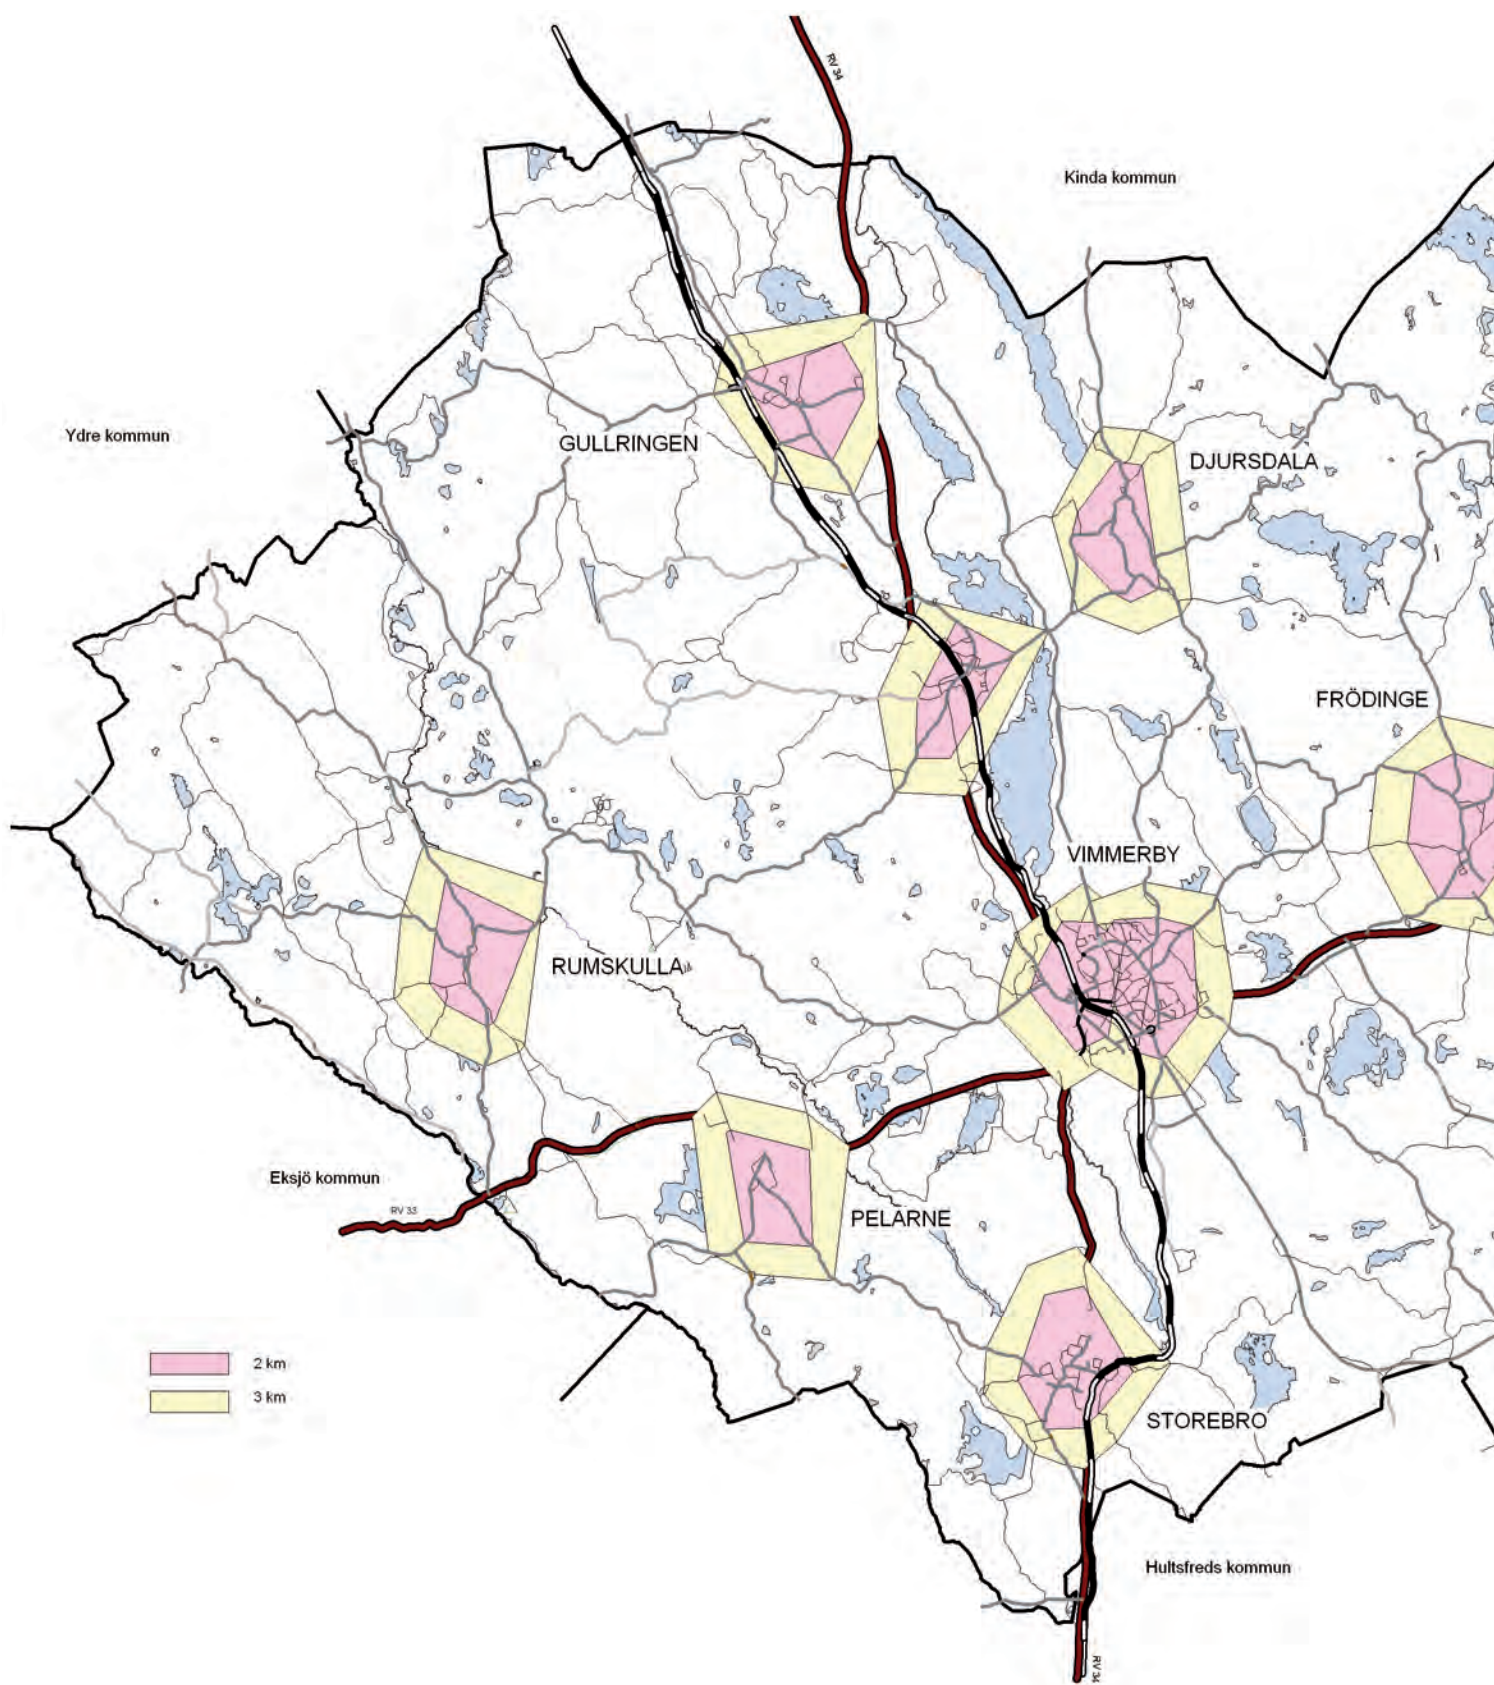 RV 34
Kinda kommun
Ydre kommun
GULLRINGEN
DJURSDALA
FRÖDINGE
VIMMERBY
RUMSKULLA
Eksjö kommun
RV 33
PELARNE
2 km
3 km
STOREBRO
Hultsfreds kommun
RV 34